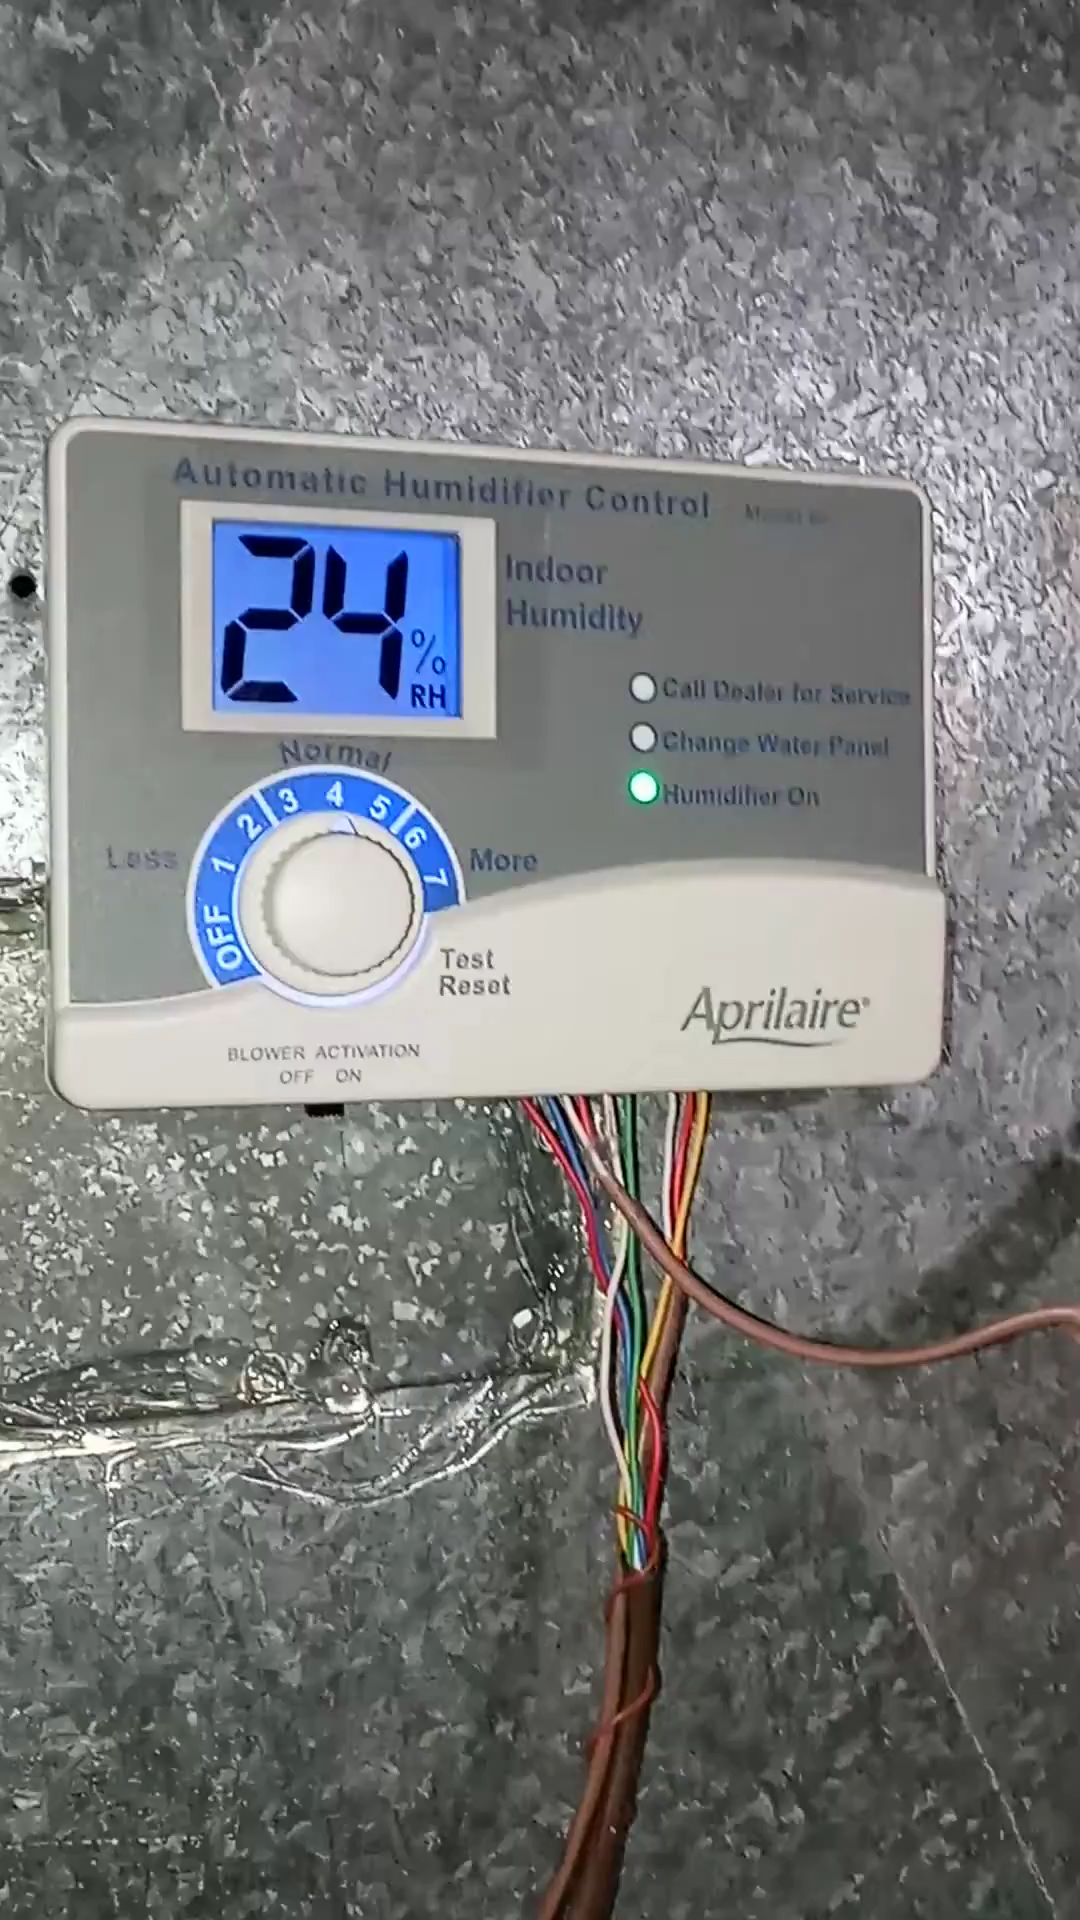 Automatic Humidifier Control
24 % RH
Indoor
Humidity
Call Dealer for Service
Change Water Panel
Humidifier On
Normal
Less
OFF 1 2 3 4 5 6 7
More
Test
Reset
Aprilaire®
BLOWER ACTIVATION
OFF ON